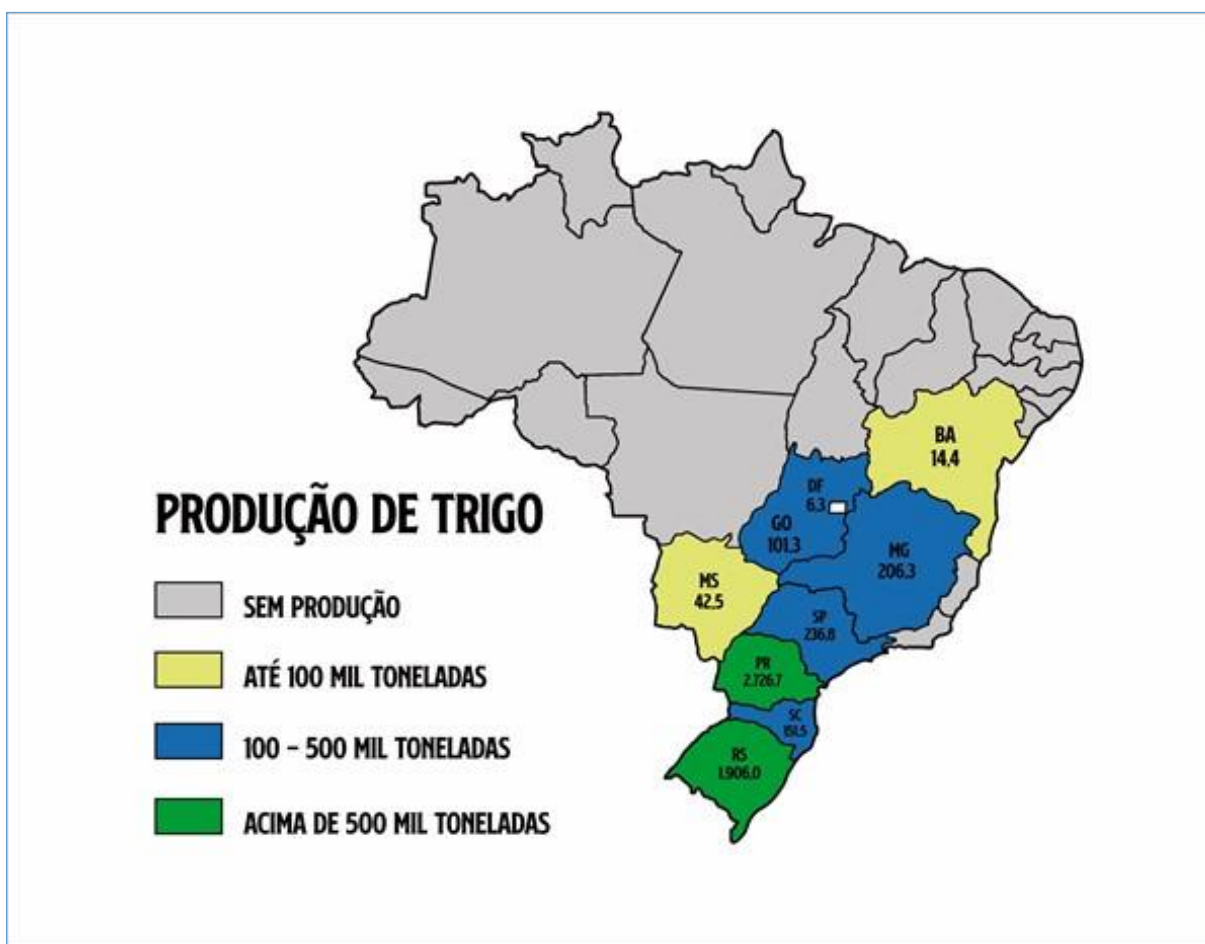 BA
14,4
DF
6,3
GO
101,3
MG
206,3
MS
42,5
SP
236,8
PR
2.726,7
SC
151,5
RS
1.906,0
PRODUÇÃO DE TRIGO
SEM PRODUÇÃO
ATÉ 100 MIL TONELADAS
100 – 500 MIL TONELADAS
ACIMA DE 500 MIL TONELADAS